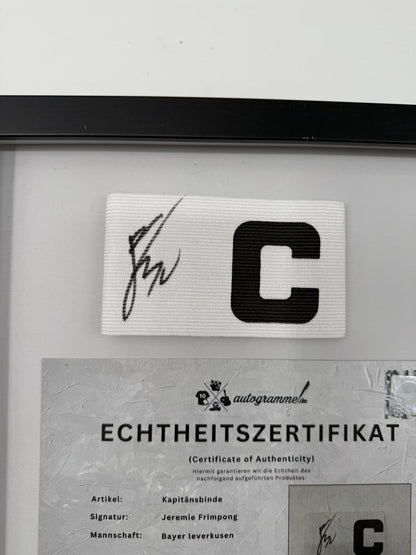 C
autogramme.de
ECHTHEITSZERTIFIKAT
(Certificate of Authenticity)
Hiermit garantieren wir die Echtheit des
nachfolgend aufgeführten Produktes:
Artikel: Kapitänsbinde
Signatur: Jeremie Frimpong
Mannschaft: Bayer leverkusen
C